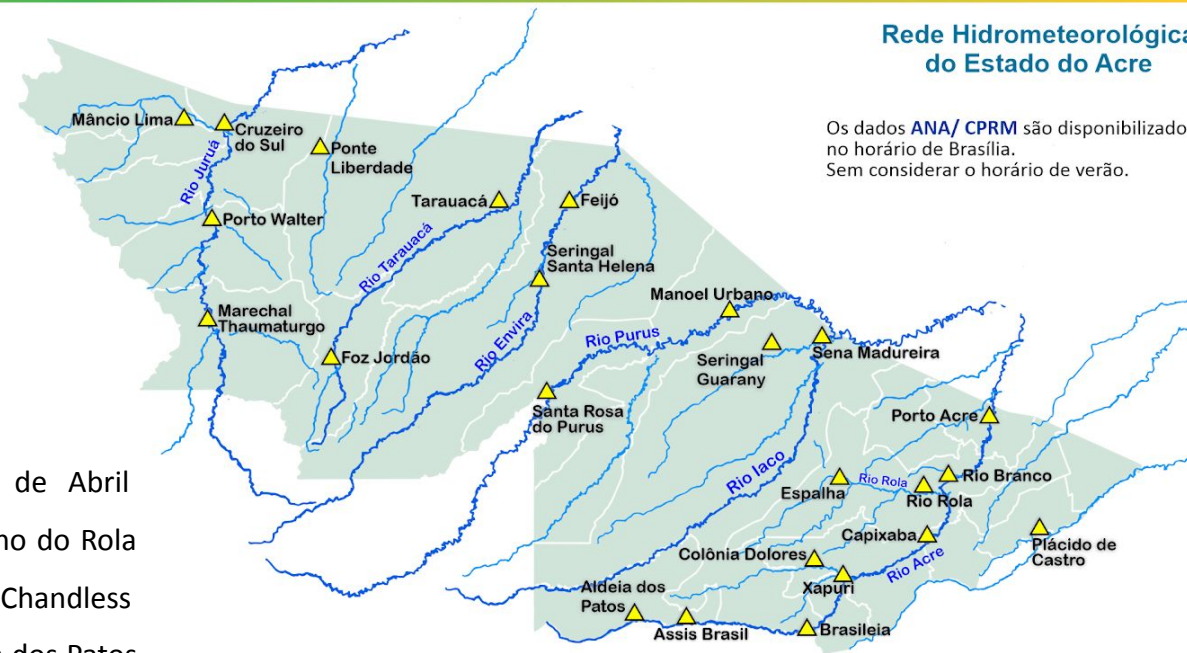 Rede Hidrometeorológica
do Estado do Acre
Os dados ANA/ CPRM são disponibilizado
no horário de Brasília.
Sem considerar o horário de verão.
Mâncio Lima
Cruzeiro
do Sul
Ponte
Liberdade
Rio Juruá
Porto Walter
Tarauacá
Feijó
Rio Tarauacá
Seringal
Santa Helena
Marechal
Thaumaturgo
Foz Jordão
Rio Envira
Manoel Urbano
Rio Purus
Seringal
Guarany
Sena Madureira
Santa Rosa
do Purus
Porto Acre
Rio Iaco
Espalha
Rio Rola
Rio Rola
Rio Branco
Capixaba
Plácido de
Castro
Colônia Dolores
Rio Acre
Xapuri
Aldeia dos
Patos
Assis Brasil
Brasileia
de Abril
no do Rola
Chandless
dos Patos